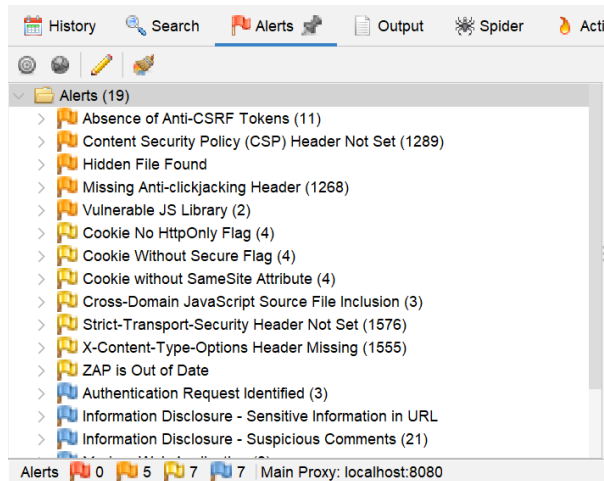 History Search Alerts Output Spider Acti
Alerts (19)
Absence of Anti-CSRF Tokens (11)
Content Security Policy (CSP) Header Not Set (1289)
Hidden File Found
Missing Anti-clickjacking Header (1268)
Vulnerable JS Library (2)
Cookie No HttpOnly Flag (4)
Cookie Without Secure Flag (4)
Cookie without SameSite Attribute (4)
Cross-Domain JavaScript Source File Inclusion (3)
Strict-Transport-Security Header Not Set (1576)
X-Content-Type-Options Header Missing (1555)
ZAP is Out of Date
Authentication Request Identified (3)
Information Disclosure - Sensitive Information in URL
Information Disclosure - Suspicious Comments (21)
Alerts 0 5 7 7 Main Proxy: localhost:8080